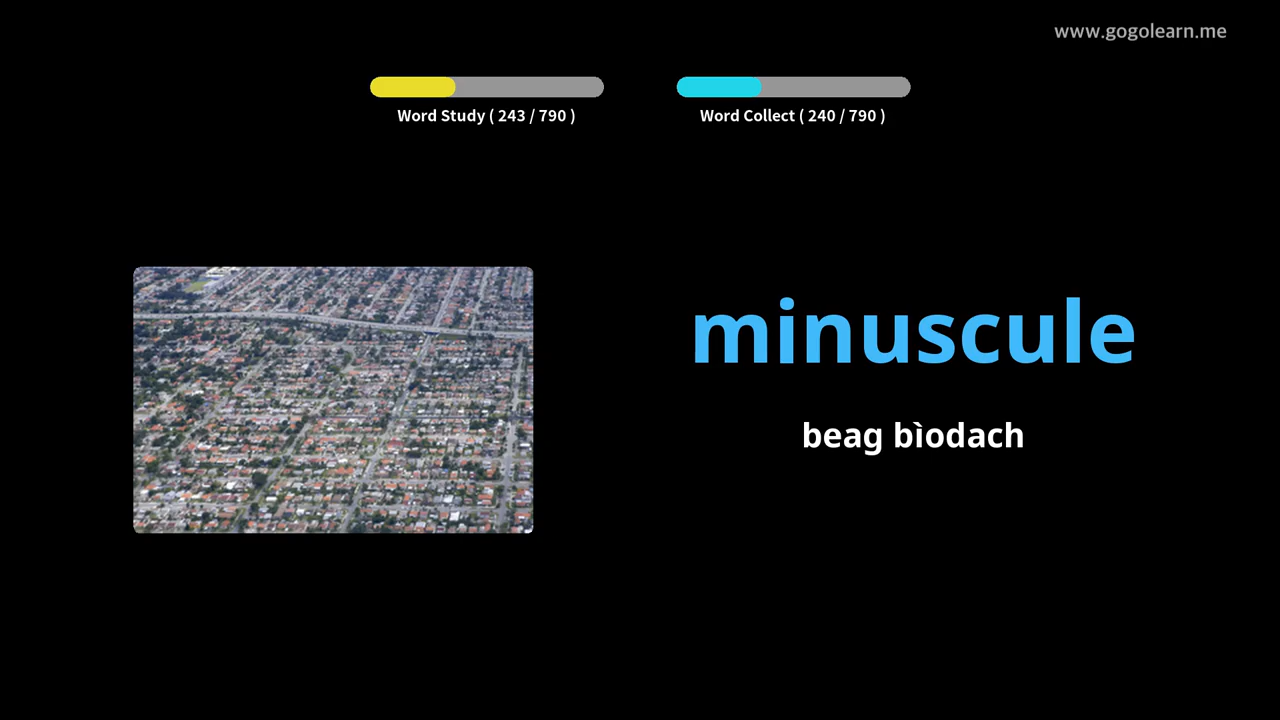 www.gogolearn.me
Word Study ( 243 / 790 )
Word Collect ( 240 / 790 )
minuscule
beag bìodach